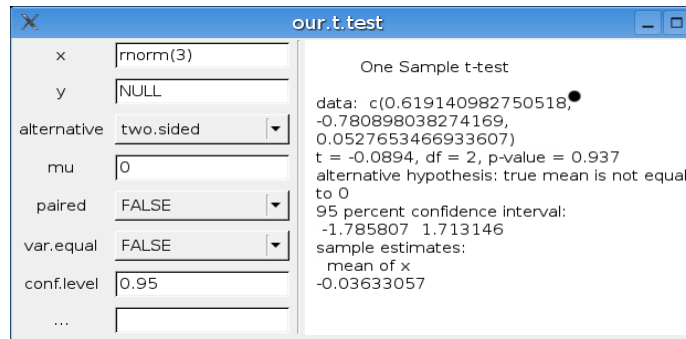 our.t.test
x rnorm(3)
y NULL
alternative two.sided
mu 0
paired FALSE
var.equal FALSE
conf.level 0.95
...
One Sample t-test
data: c(0.619140982750518,
-0.780898038274169,
0.0527653466933607)
t = -0.0894, df = 2, p-value = 0.937
alternative hypothesis: true mean is not equal
to 0
95 percent confidence interval:
-1.785807 1.713146
sample estimates:
mean of x
-0.03633057